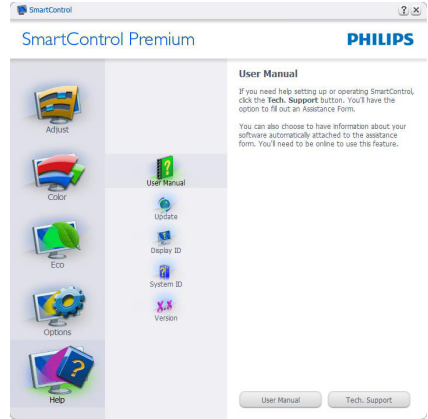 SmartControl
SmartControl Premium
PHILIPS
Adjust
Color
Eco
Options
Help
User Manual
Update
Display ID
System ID
X.X
Version
User Manual
If you need help setting up or operating SmartControl,
click the Tech. Support button. You'll have the
option to fill out an Assistance Form.
You can also choose to have information about your
software automatically attached to the assistance
form. You'll need to be online to use this feature.
User Manual
Tech. Support